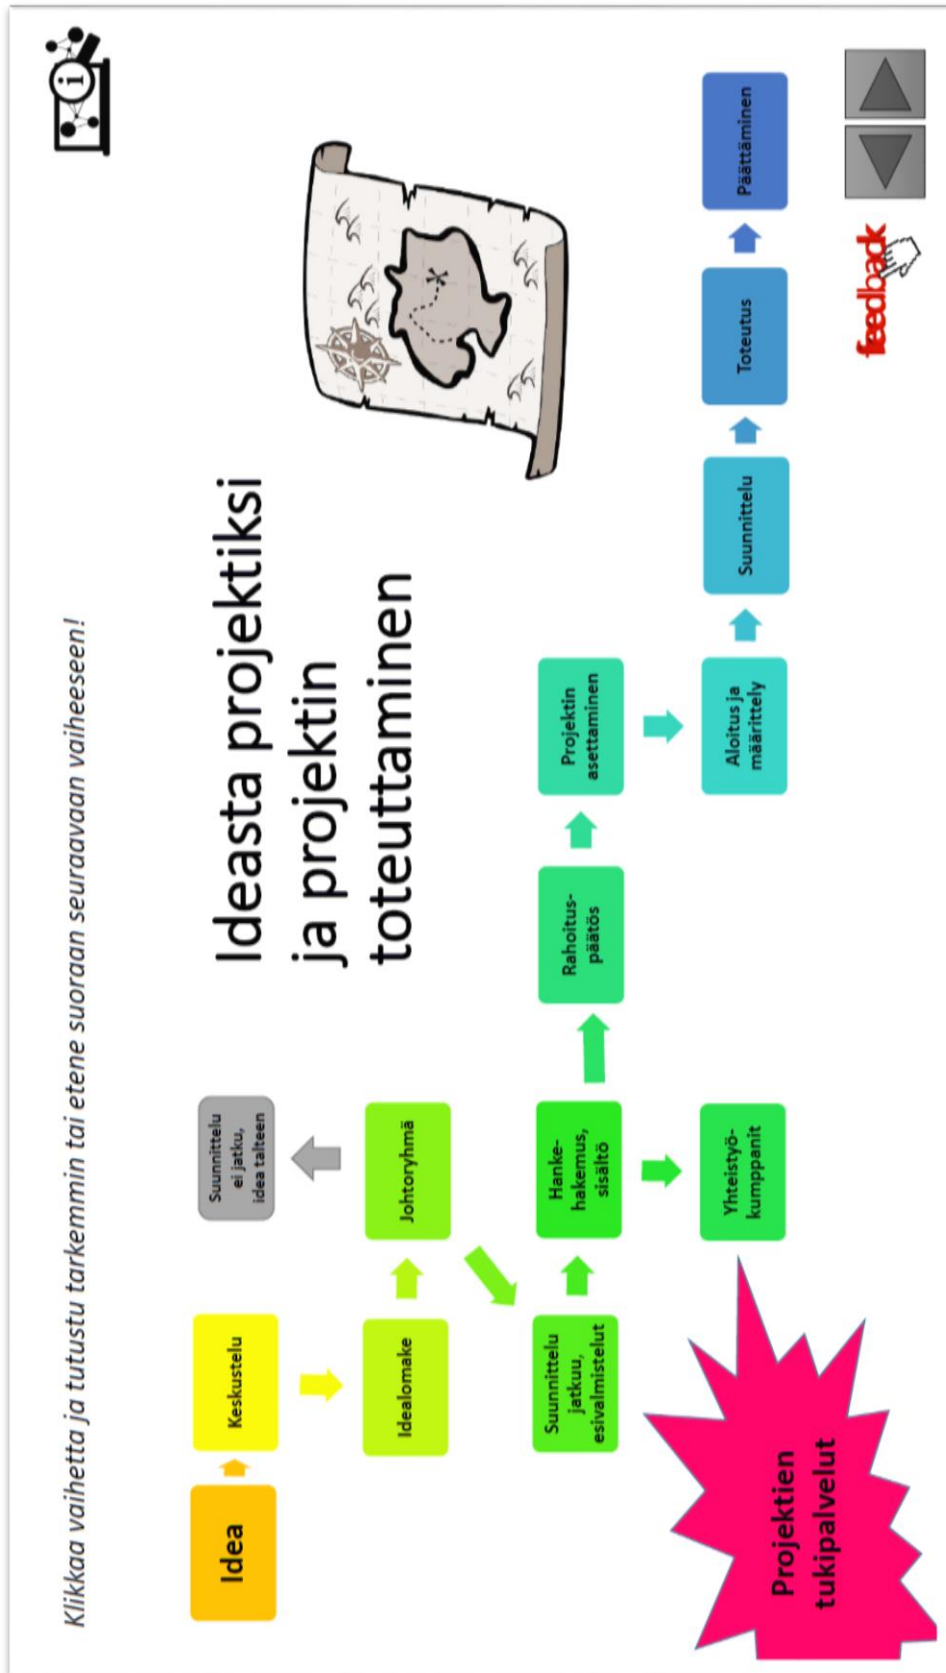 Klikkaa vaihetta ja tutustu tarkemmin tai etene suoraan seuraavaan vaiheeseen!
i
Ideasta projektiksi
ja projektin
toteuttaminen
Idea
Keskustelu
Suunnittelu
ei jatku,
idea talteen
Idealomake
Johtoryhmä
Suunnittelu
jatkuu,
esivalmistelut
Hanke-
hakemus,
sisältö
Rahoitus-
päätös
Projektin
asettaminen
Yhteistyö-
kumppanit
Aloitus ja
määrittely
Suunnittelu
Toteutus
Päättäminen
Projektien
tukipalvelut
feedback